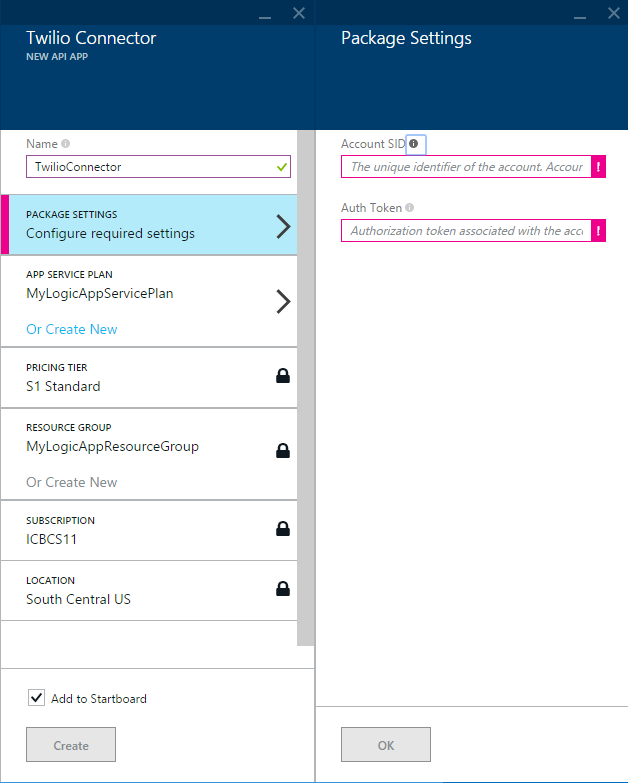 Twilio Connector
NEW API APP
Name
TwilioConnector
PACKAGE SETTINGS
Configure required settings
APP SERVICE PLAN
MyLogicAppServicePlan
Or Create New
PRICING TIER
S1 Standard
RESOURCE GROUP
MyLogicAppResourceGroup
Or Create New
SUBSCRIPTION
ICBCS11
LOCATION
South Central US
Add to Startboard
Create
Package Settings
Account SID
The unique identifier of the account. Accour
Auth Token
Authorization token associated with the acco
OK